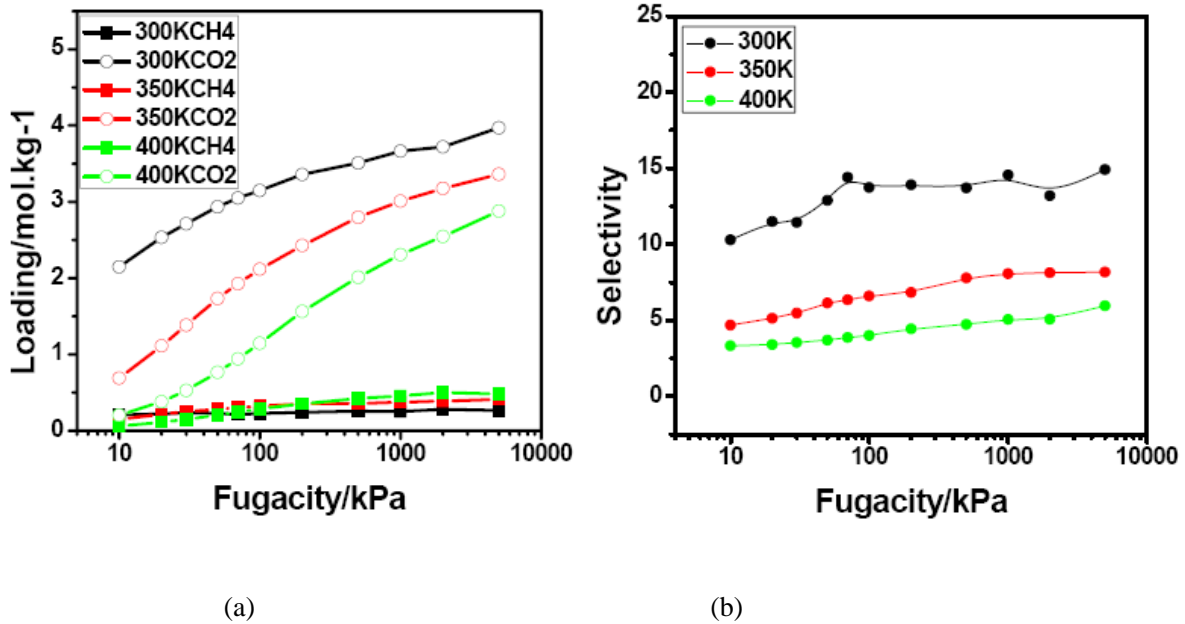 300KCH4
300KCO2
350KCH4
350KCO2
400KCH4
400KCO2
5
4
3
2
1
0
Loading/mol.kg-1
10
100
1000
10000
Fugacity/kPa
(a)
300K
350K
400K
25
20
15
10
5
0
Selectivity
10
100
1000
10000
Fugacity/kPa
(b)